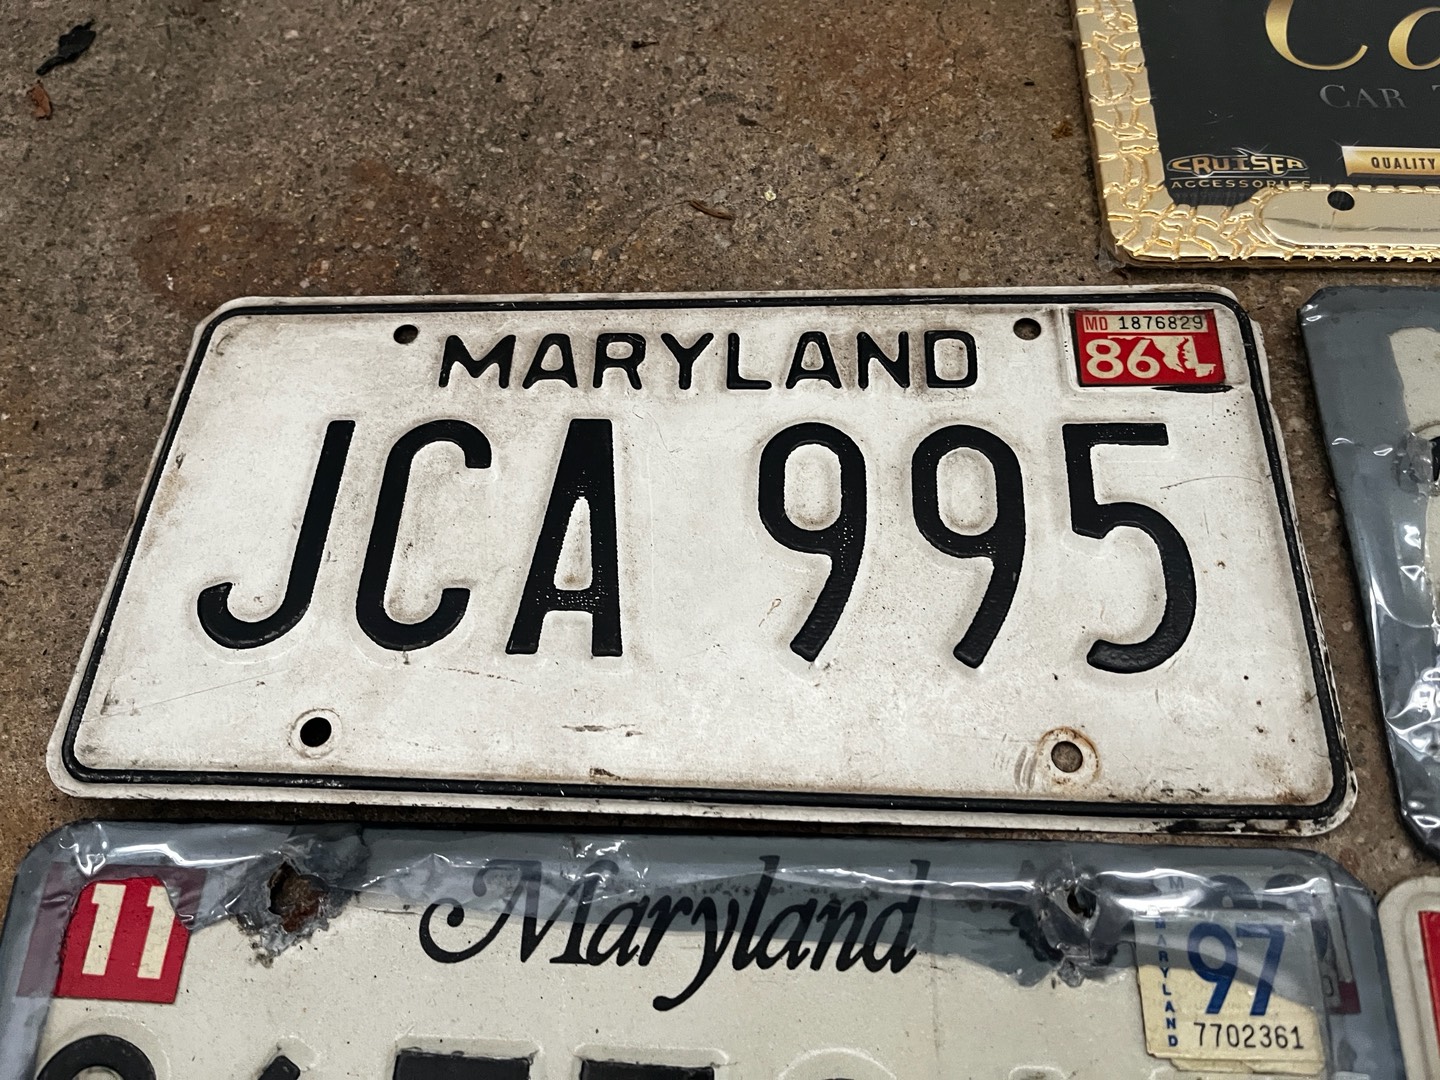 CAR
CRUISER
ACCESSORIES
QUALITY
MARYLAND
MD 1876829
86
JCA 995
11
Maryland
97
MARYLAND
7702361